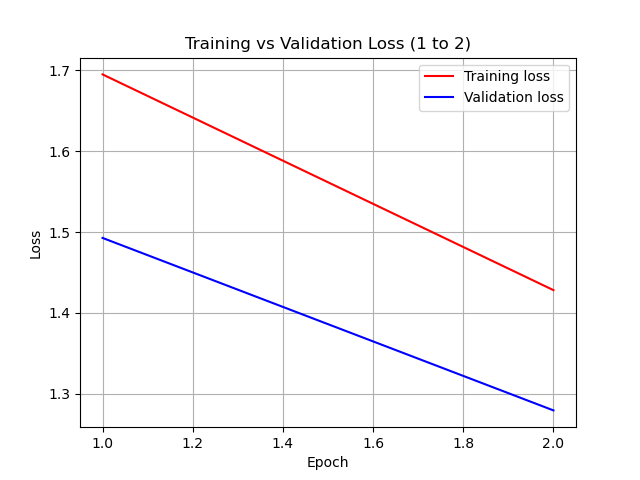 Training vs Validation Loss (1 to 2)
1.7
1.6
1.5
1.4
1.3
Loss
Training loss
Validation loss
1.0 1.2 1.4 1.6 1.8 2.0
Epoch